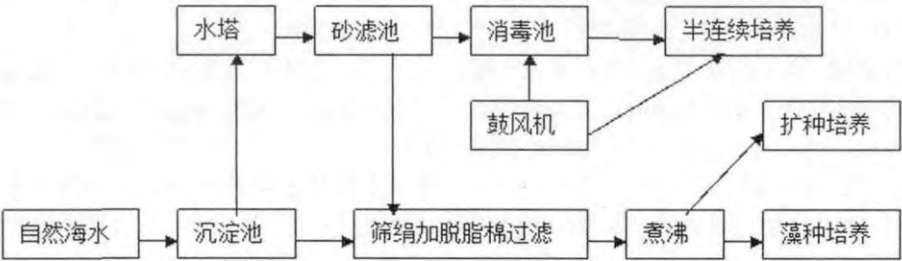 水塔
砂滤池
消毒池
半连续培养
鼓风机
扩种培养
自然海水
沉淀池
筛绢加脱脂棉过滤
煮沸
藻种培养